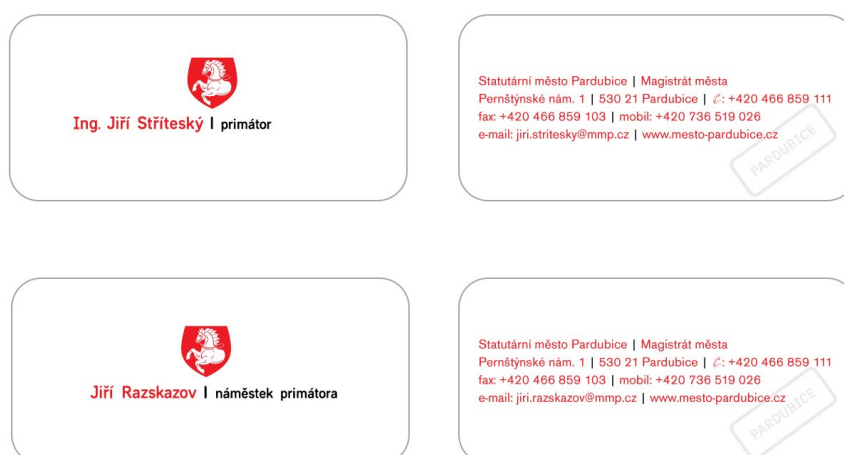 Ing. Jiří Stříteský | primátor
Statutární město Pardubice | Magistrát města
Pernštýnské nám. 1 | 530 21 Pardubice | ✆: +420 466 859 111
fax: +420 466 859 103 | mobil: +420 736 519 026
e-mail: jiri.stritesky@mmp.cz | www.mesto-pardubice.cz
PARDUBICE
Jiří Razskazov | náměstek primátora
Statutární město Pardubice | Magistrát města
Pernštýnské nám. 1 | 530 21 Pardubice | ✆: +420 466 859 111
fax: +420 466 859 103 | mobil: +420 736 519 026
e-mail: jiri.razskazov@mmp.cz | www.mesto-pardubice.cz
PARDUBICE